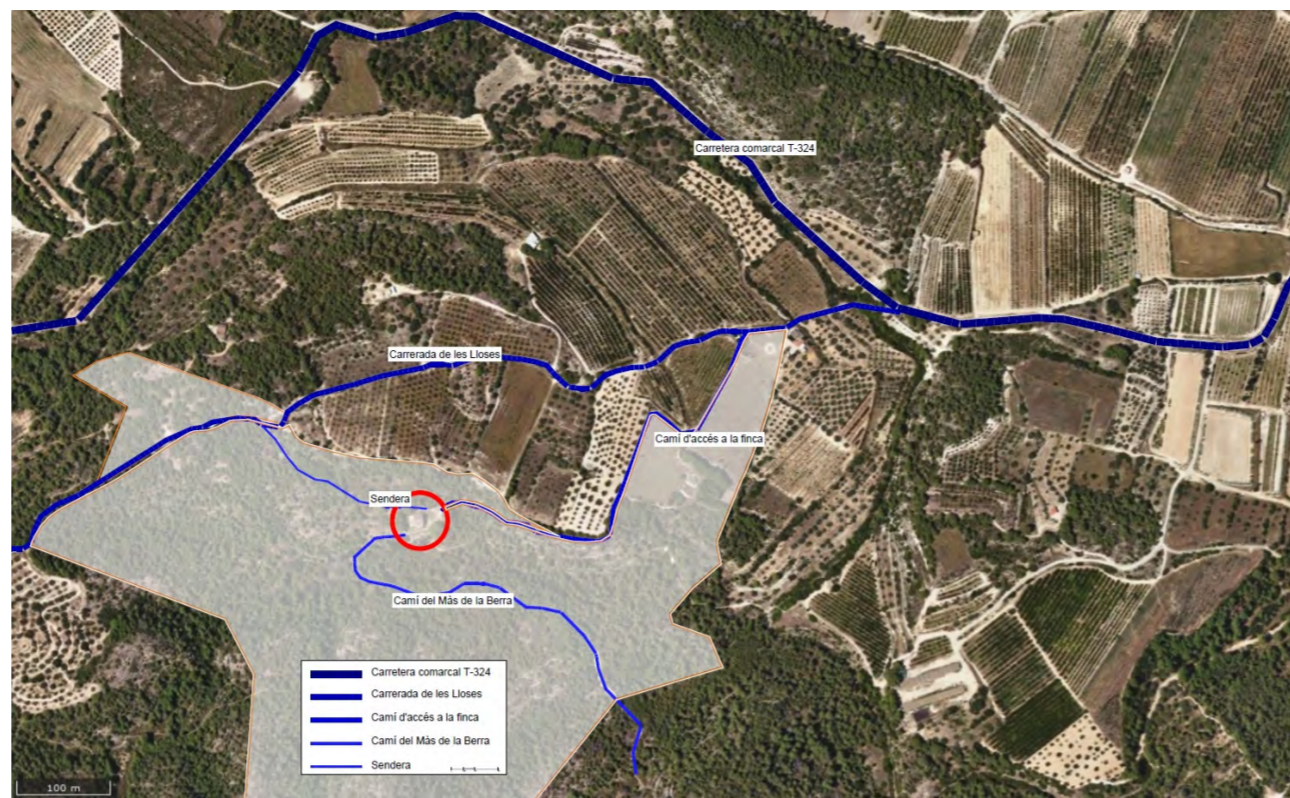 Carretera comarcal T-324
Carrerada de les Lloses
Camí d'accés a la finca
Sendera
Camí del Màs de la Berra
Carretera comarcal T-324
Carrerada de les Lloses
Camí d'accés a la finca
Camí del Màs de la Berra
Sendera
100 m